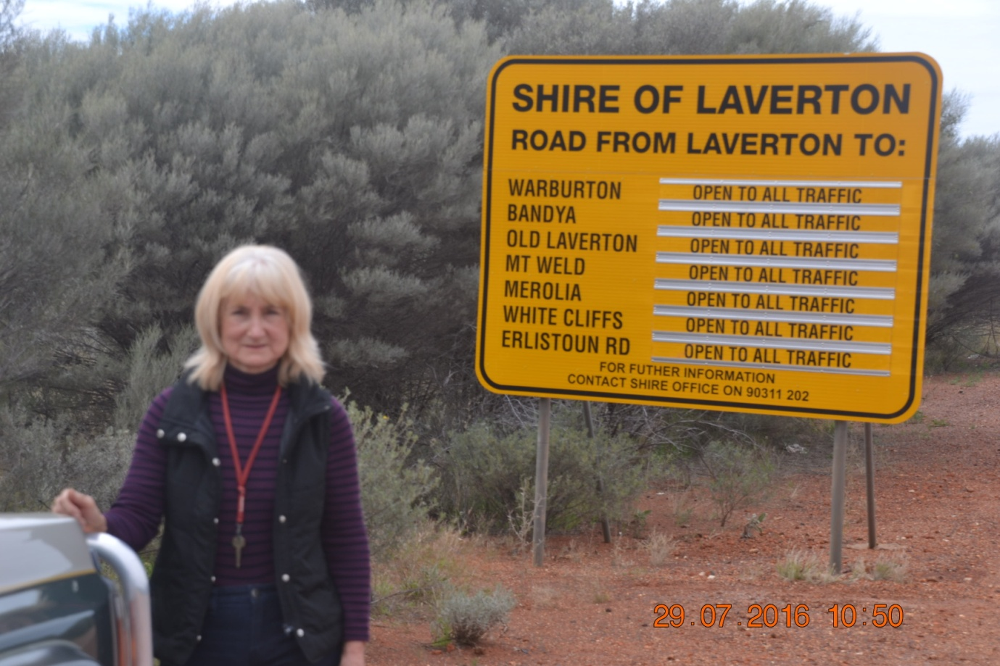 SHIRE OF LAVERTON
ROAD FROM LAVERTON TO:
WARBURTON OPEN TO ALL TRAFFIC
BANDYA OPEN TO ALL TRAFFIC
OLD LAVERTON OPEN TO ALL TRAFFIC
MT WELD OPEN TO ALL TRAFFIC
MEROLIA OPEN TO ALL TRAFFIC
WHITE CLIFFS OPEN TO ALL TRAFFIC
ERLISTOUN RD OPEN TO ALL TRAFFIC
FOR FUTHER INFORMATION
CONTACT SHIRE OFFICE ON 90311 202
29.07.2016 10:50